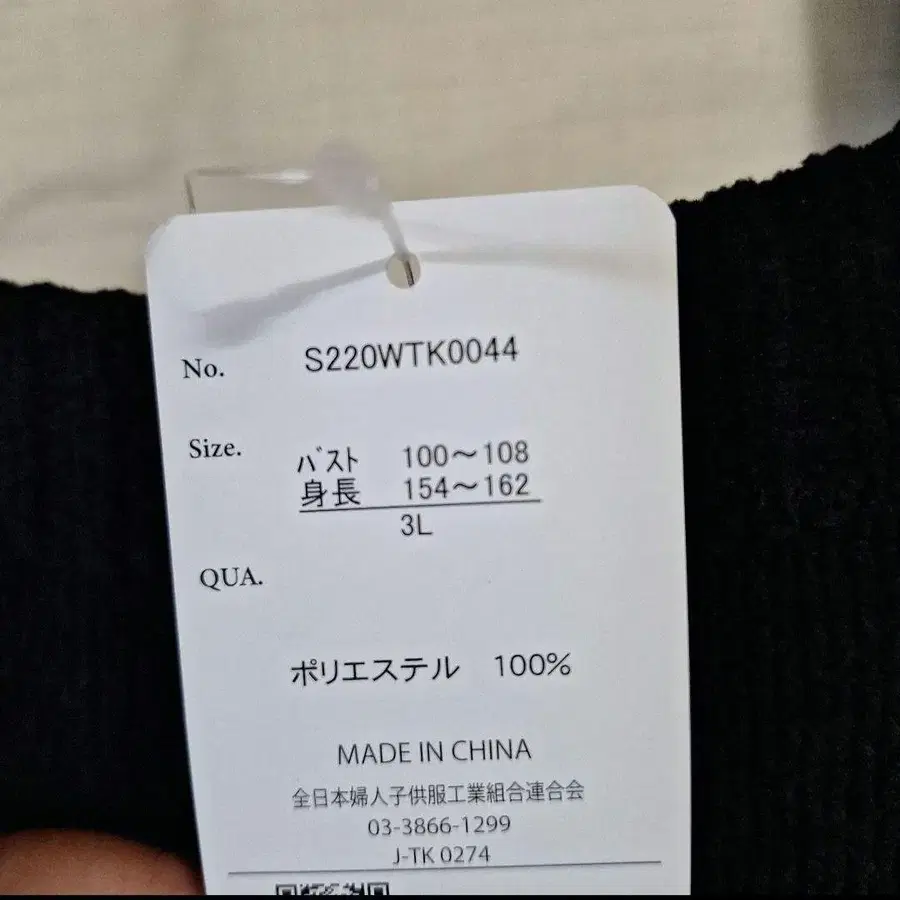 No. S220WTK0044
Size. バスト 100～108
身長 154～162
3L
QUA.
ポリエステル 100%
MADE IN CHINA
全日本婦人子供服工業組合連合会
03-3866-1299
J-TK 0274